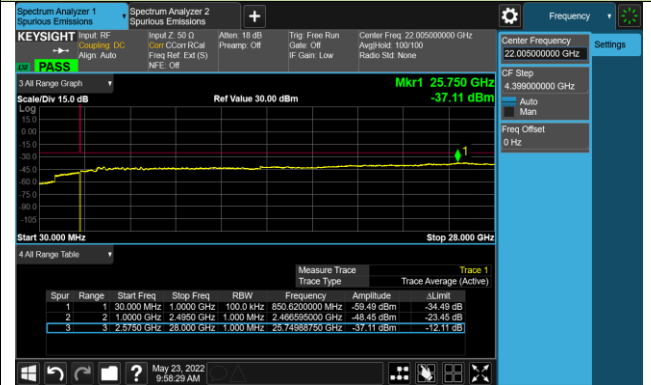 Spectrum Analyzer 1
Spurious Emissions
Spectrum Analyzer 2
Spurious Emissions
Frequency
KEYSIGHT
Input: RF
Coupling: DC
Align: Auto
Input Z: 50 Ω
Corr CCorr RCal
Freq Ref: Ext (S)
NFE: Off
Atten: 18 dB
Preamp: Off
Trig: Free Run
Gate: Off
IF Gain: Low
Center Freq: 22.005000000 GHz
Avg|Hold: 100/100
Radio Std: None
PASS
Center Frequency
22.005000000 GHz
Settings
CF Step
4.399000000 GHz
Auto
Man
Freq Offset
0 Hz
3 All Range Graph
Mkr1 25.750 GHz
Scale/Div 15.0 dB
Ref Value 30.00 dBm
-37.11 dBm
Log
15.0
0.00
-15.0
-30.0
-45.0
-60.0
-75.0
-90.0
-105
1
Start 30.000 MHz
Stop 28.000 GHz
4 All Range Table
Measure Trace Trace 1
Trace Type Trace Average (Active)
Spur Range Start Freq Stop Freq RBW Frequency Amplitude ΔLimit
1 1 30.000 MHz 1.0000 GHz 100.0 kHz 850.6200000 MHz -59.49 dBm -34.49 dB
2 2 1.0000 GHz 2.4950 GHz 1.000 MHz 2.466595000 GHz -48.45 dBm -23.45 dB
3 3 2.5750 GHz 28.000 GHz 1.000 MHz 25.74988750 GHz -37.11 dBm -12.11 dB
May 23, 2022
9:58:29 AM